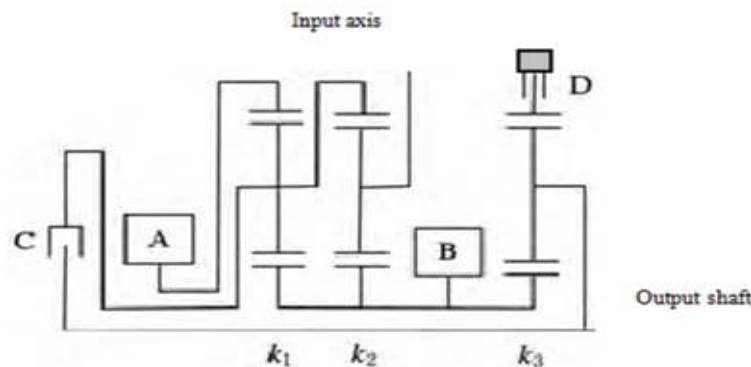 Input axis
D
C
A
B
Output shaft
k₁ k₂ k₃